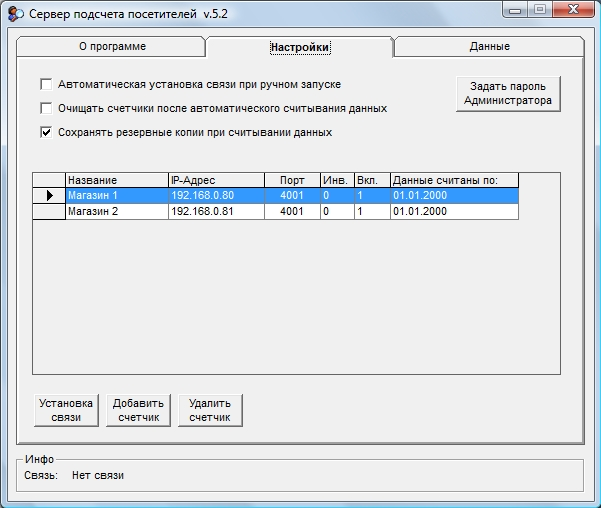 Сервер подсчета посетителей v.5.2
О программе Настройки Данные
Автоматическая установка связи при ручном запуске
Очищать счетчики после автоматического считывания данных
Сохранять резервные копии при считывании данных
Задать пароль
Администратора
Название IP-Адрес Порт Инв. Вкл. Данные считаны по:
Магазин 1 192.168.0.80 4001 0 1 01.01.2000
Магазин 2 192.168.0.81 4001 0 1 01.01.2000
Установка
связи
Добавить
счетчик
Удалить
счетчик
Инфо
Связь: Нет связи